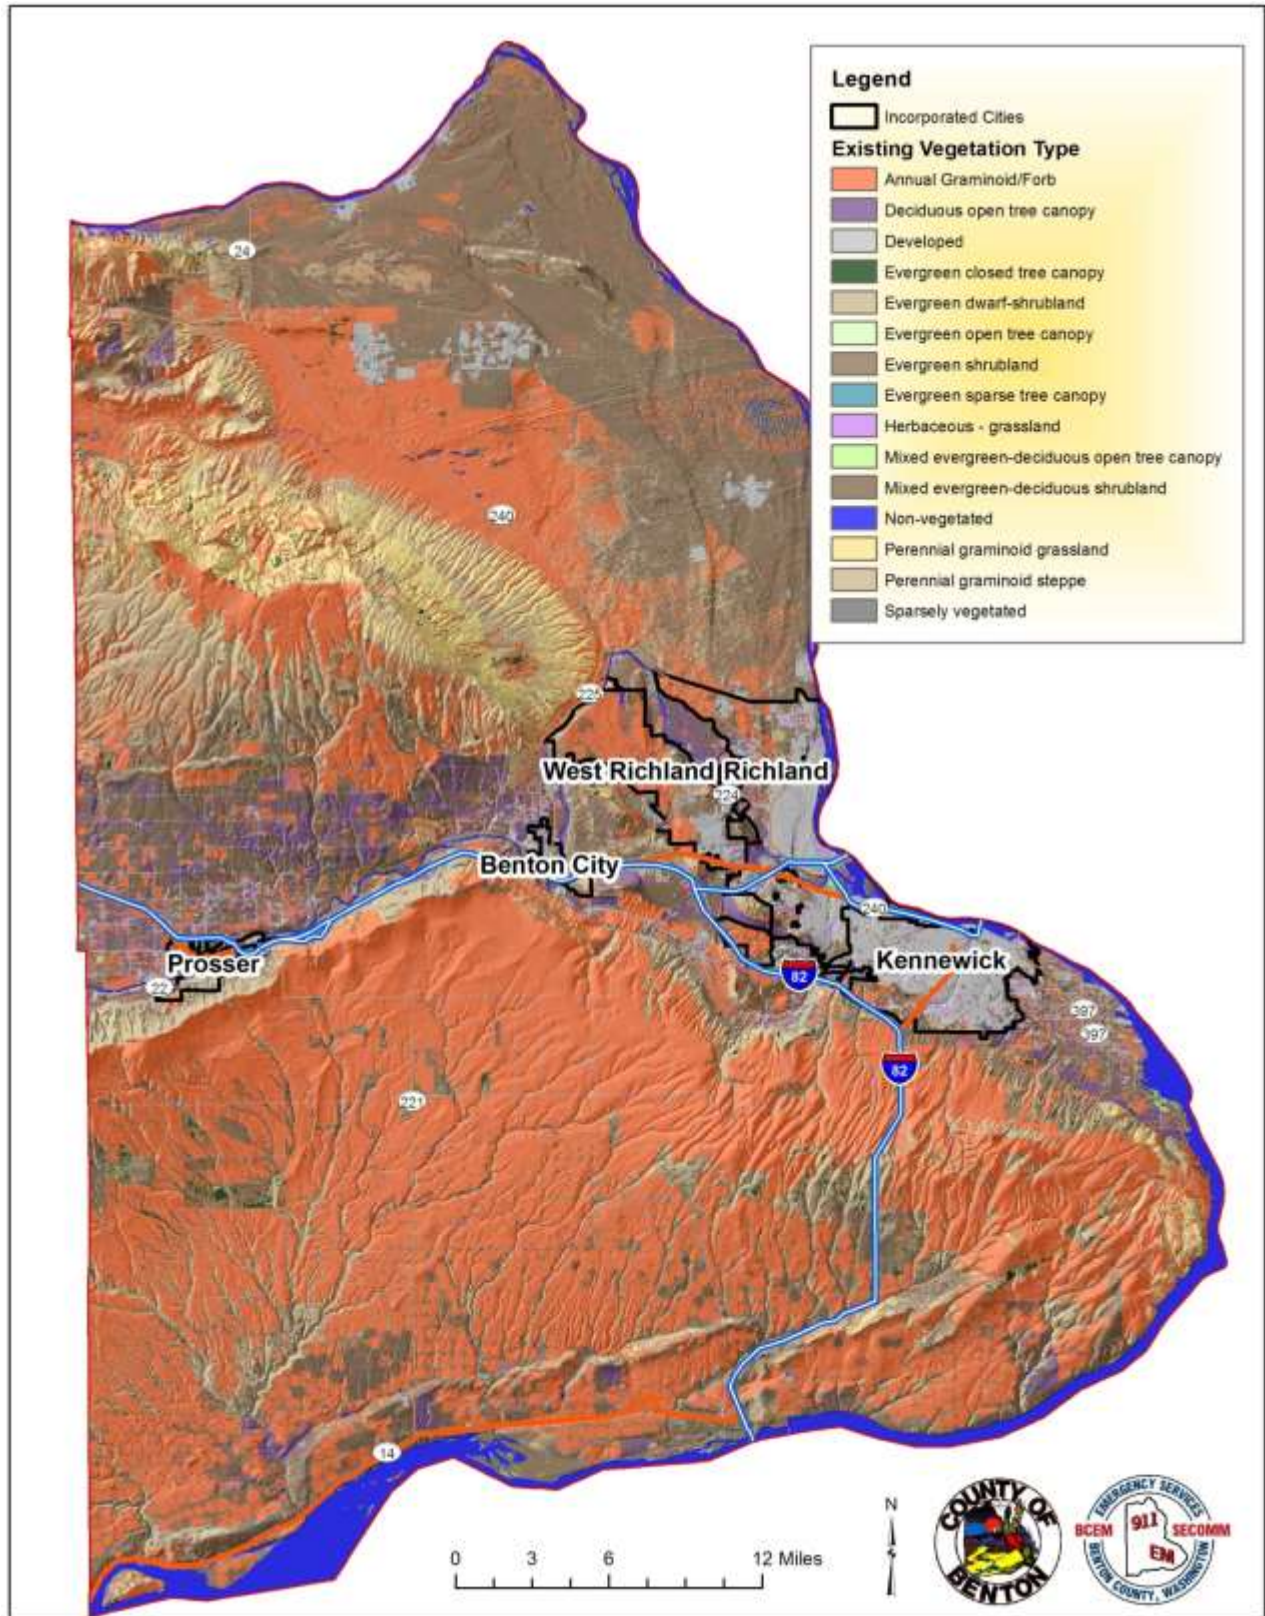 Legend
Incorporated Cities
Existing Vegetation Type
Annual Graminoid/Forb
Deciduous open tree canopy
Developed
Evergreen closed tree canopy
Evergreen dwarf-shrubland
Evergreen open tree canopy
Evergreen shrubland
Evergreen sparse tree canopy
Herbaceous - grassland
Mixed evergreen-deciduous open tree canopy
Mixed evergreen-deciduous shrubland
Non-vegetated
Perennial graminoid grassland
Perennial graminoid steppe
Sparsely vegetated
24
240
225
West Richland
Richland
224
Benton City
240
Prosser
Kennewick
22
82
397
397
82
221
14
N
0 3 6 12 Miles
COUNTY OF BENTON
EMERGENCY SERVICES
BCEM
911
EM
SECOMM
BENTON COUNTY, WASHINGTON